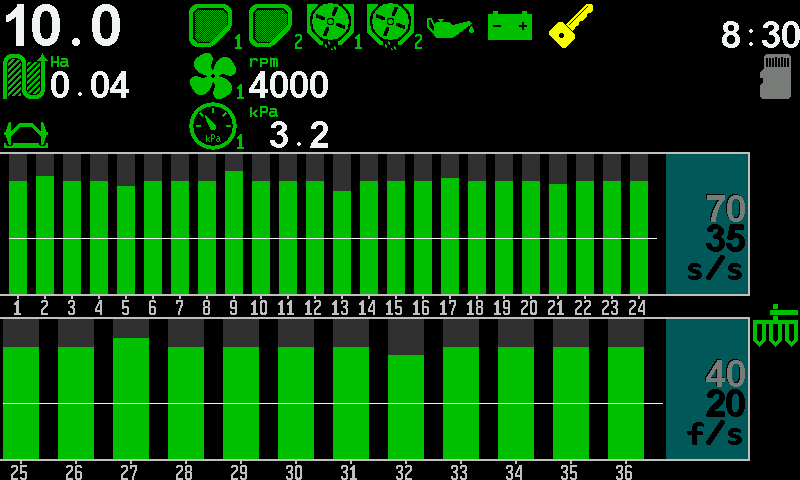 10.0
1 2 1 2
8:30
Ha
0.04
rpm
1 4000
kPa
kPa 1 3.2
70
35
s/s
1 2 3 4 5 6 7 8 9 10 11 12 13 14 15 16 17 18 19 20 21 22 23 24
40
20
f/s
25 26 27 28 29 30 31 32 33 34 35 36